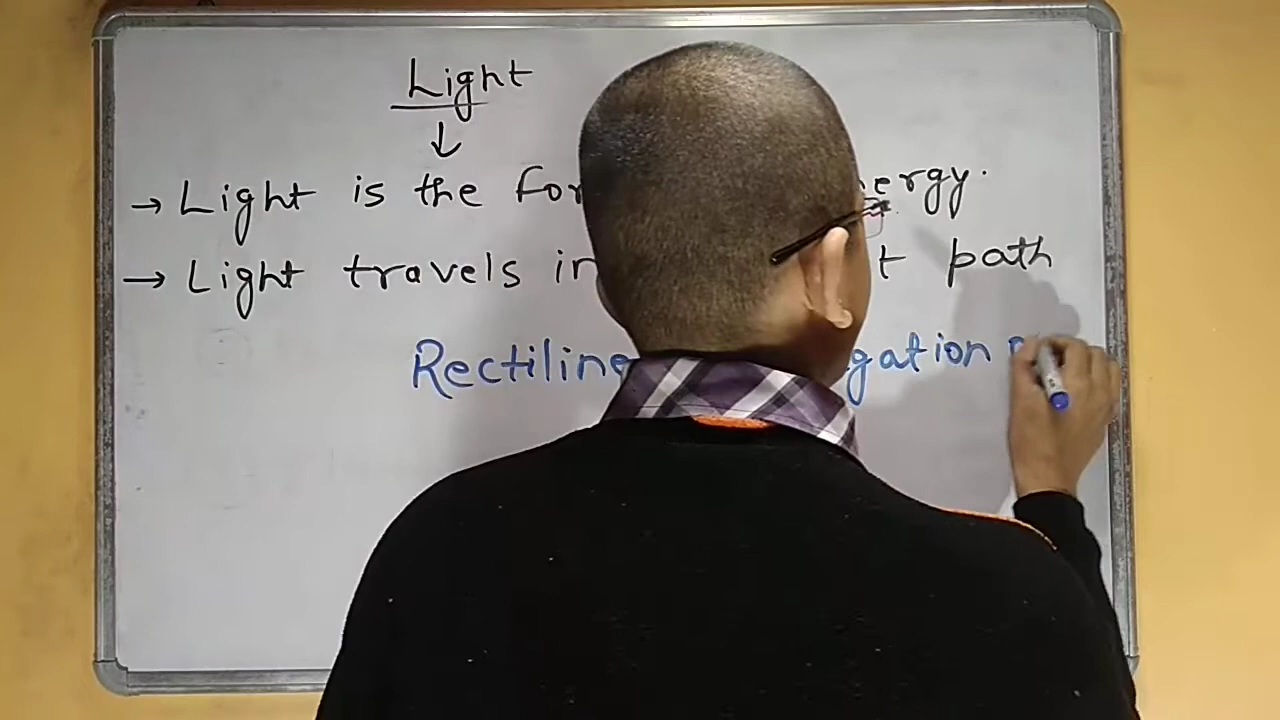 Light
↓
→ Light is the For ergy.
→ Light travels in t path
Rectiline gation